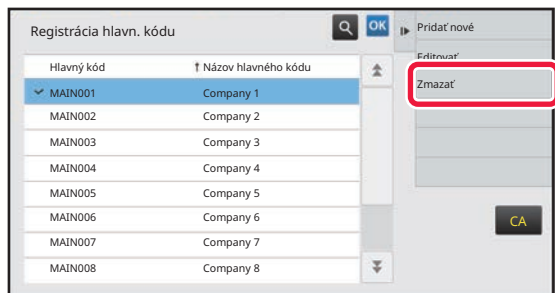 Registrácia hlavn. kódu
OK
Pridať nové
Editovať
Zmazať
Hlavný kód
Názov hlavného kódu
MAIN001 Company 1
MAIN002 Company 2
MAIN003 Company 3
MAIN004 Company 4
MAIN005 Company 5
MAIN006 Company 6
MAIN007 Company 7
MAIN008 Company 8
CA